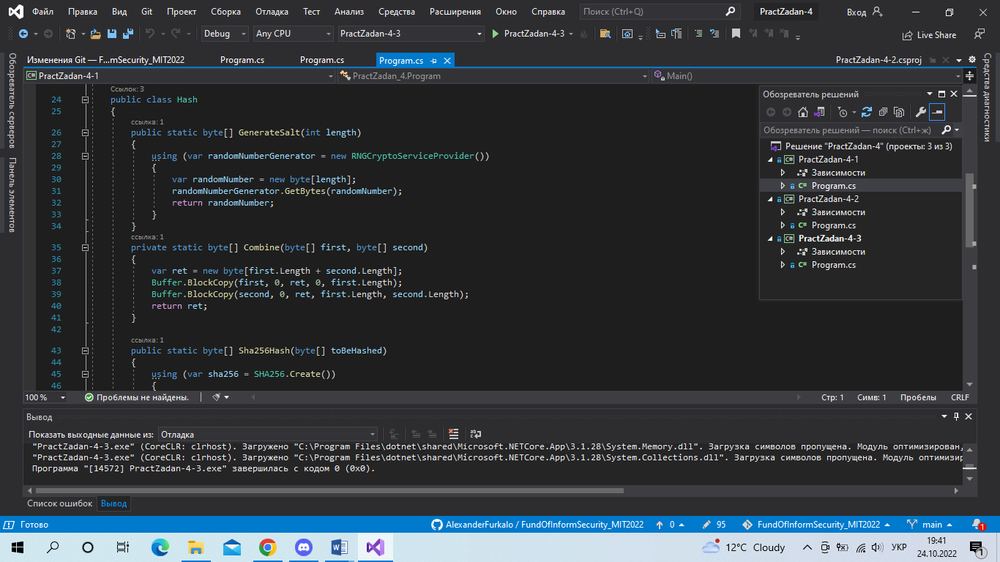 Файл Правка Вид Git Проект Сборка Отладка Тест Анализ Средства Расширения Окно Справка Поиск (Ctrl+Q) PractZadan-4 Вход
Debug Any CPU PractZadan-4-3 PractZadan-4-3 Live Share
Обозреватель серверов
Панель элементов
Изменения Git — F...mSecurity_MIT2022 Program.cs Program.cs Program.cs PractZadan-4-2.csproj
Средства диагностики
PractZadan-4-1 PractZadan_4.Program Main()
Ссылок: 3
24 public class Hash
25 {
ссылка: 1
26 public static byte[] GenerateSalt(int length)
27 {
28 using (var randomNumberGenerator = new RNGCryptoServiceProvider())
29 {
30 var randomNumber = new byte[length];
31 randomNumberGenerator.GetBytes(randomNumber);
32 return randomNumber;
33 }
34 }
ссылка: 1
35 private static byte[] Combine(byte[] first, byte[] second)
36 {
37 var ret = new byte[first.Length + second.Length];
38 Buffer.BlockCopy(first, 0, ret, 0, first.Length);
39 Buffer.BlockCopy(second, 0, ret, first.Length, second.Length);
40 return ret;
41 }
42
ссылка: 1
43 public static byte[] Sha256Hash(byte[] toBeHashed)
44 {
45 using (var sha256 = SHA256.Create())
46 {
Обозреватель решений
Обозреватель решений — поиск (Ctrl+ж)
Решение "PractZadan-4" (проекты: 3 из 3)
PractZadan-4-1
Зависимости
C# Program.cs
PractZadan-4-2
Зависимости
C# Program.cs
PractZadan-4-3
Зависимости
C# Program.cs
100 % Проблемы не найдены. Стр: 1 Симв: 1 Пробелы CRLF
Вывод
Показать выходные данные из: Отладка
"PractZadan-4-3.exe" (CoreCLR: clrhost). Загружено "C:\Program Files\dotnet\shared\Microsoft.NETCore.App\3.1.28\System.Memory.dll". Загрузка символов пропущена. Модуль оптимизирован,
"PractZadan-4-3.exe" (CoreCLR: clrhost). Загружено "C:\Program Files\dotnet\shared\Microsoft.NETCore.App\3.1.28\System.Collections.dll". Загрузка символов пропущена. Модуль оптимизир
Программа "[14572] PractZadan-4-3.exe" завершилась с кодом 0 (0x0).
Список ошибок Вывод
Готово AlexanderFurkalo / FundOfInformSecurity_MIT2022 0 95 FundOfInformSecurity_MIT2022 main 1
12°C Cloudy УКР 19:41
24.10.2022 1